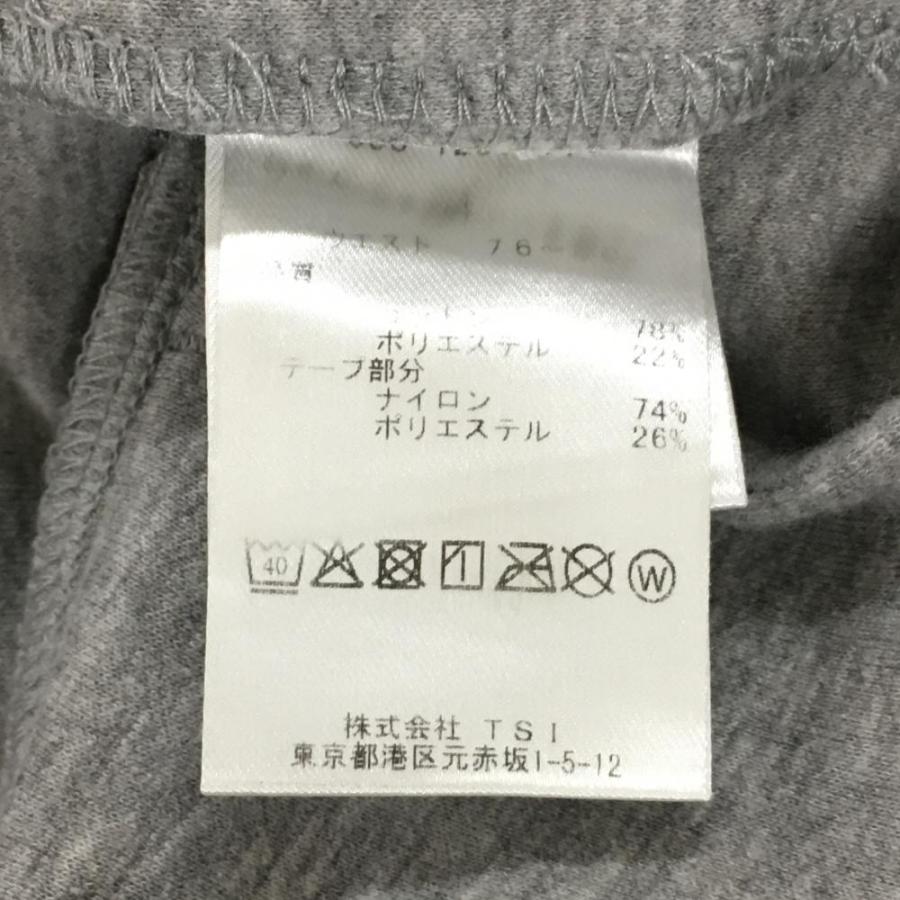 ウエスト 76～
78%
ポリエステル 22%
テープ部分
ナイロン 74%
ポリエステル 26%
40
W
株式会社 TSI
東京都港区元赤坂1-5-12